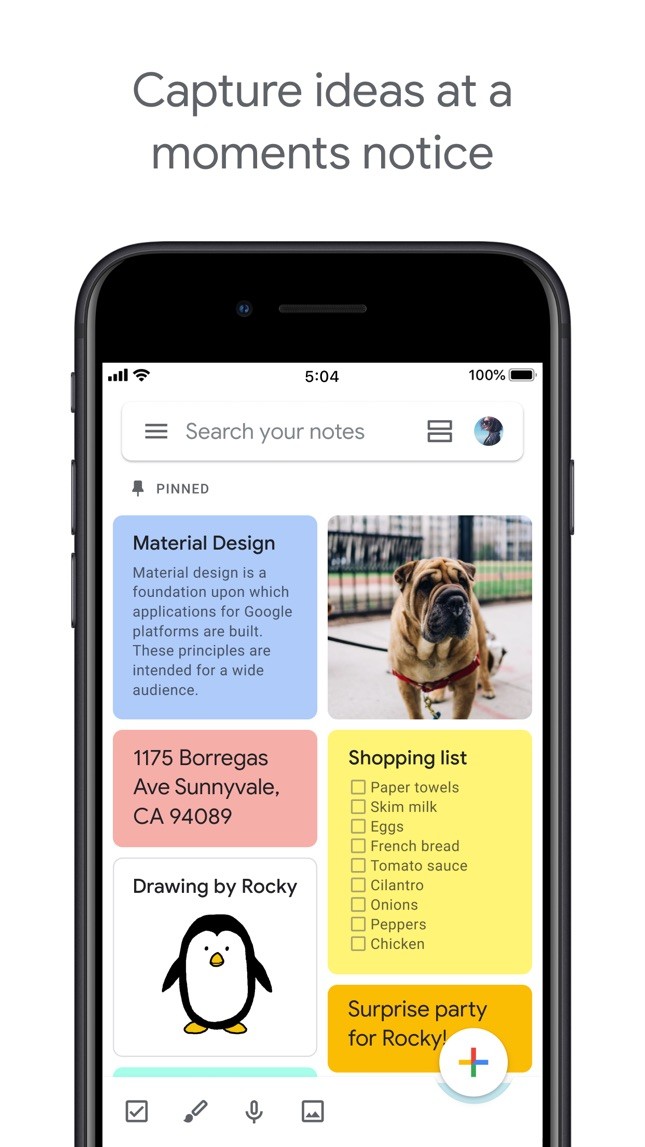 Capture ideas at a
moments notice
5:04
100%
Search your notes
PINNED
Material Design
Material design is a
foundation upon which
applications for Google
platforms are built.
These principles are
intended for a wide
audience.
1175 Borregas
Ave Sunnyvale,
CA 94089
Drawing by Rocky
Shopping list
Paper towels
Skim milk
Eggs
French bread
Tomato sauce
Cilantro
Onions
Peppers
Chicken
Surprise party
for Rocky!